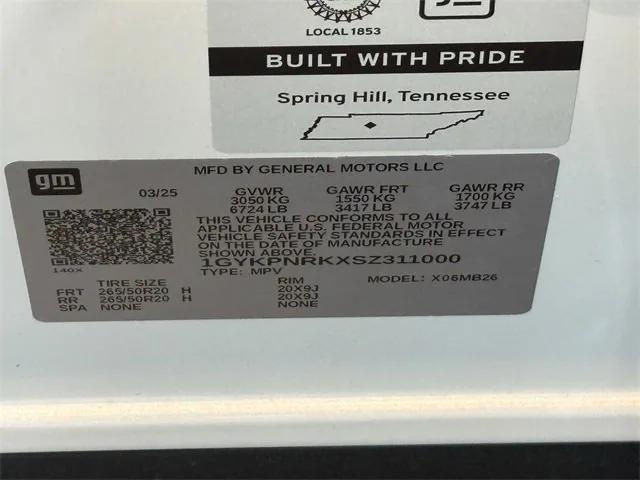 LOCAL 1853
BUILT WITH PRIDE
Spring Hill, Tennessee
gm
MFD BY GENERAL MOTORS LLC
03/25 GVWR GAWR FRT GAWR RR
3050 KG 1550 KG 1700 KG
6724 LB 3417 LB 3747 LB
THIS VEHICLE CONFORMS TO ALL
APPLICABLE U.S. FEDERAL MOTOR
VEHICLE SAFETY STANDARDS IN EFFECT
ON THE DATE OF MANUFACTURE
SHOWN ABOVE.
1GYKPNRKXSZ311000
140X TYPE: MPV MODEL: X06MB26
TIRE SIZE RIM
FRT 265/50R20 H 20X9J
RR 265/50R20 H 20X9J
SPA NONE NONE